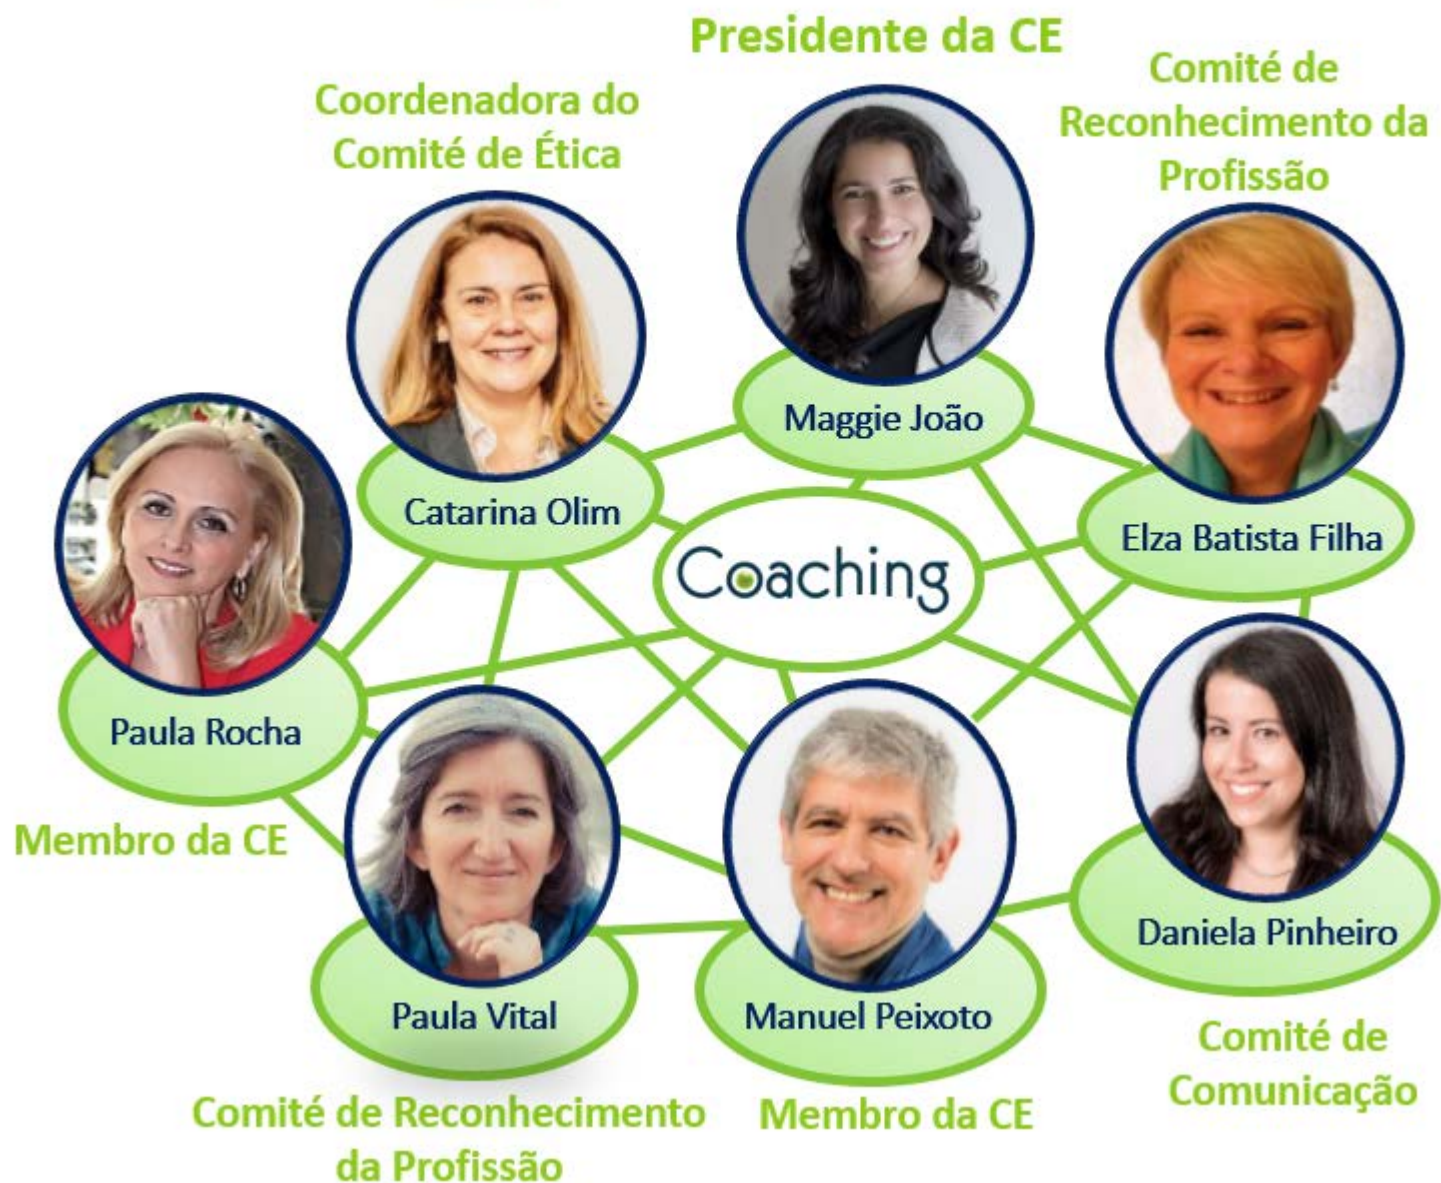 Presidente da CE
Coordenadora do
Comité de Ética
Comité de
Reconhecimento da
Profissão
Maggie João
Catarina Olim
Elza Batista Filha
Coaching
Paula Rocha
Membro da CE
Daniela Pinheiro
Paula Vital
Manuel Peixoto
Comité de
Comunicação
Comité de Reconhecimento
da Profissão
Membro da CE